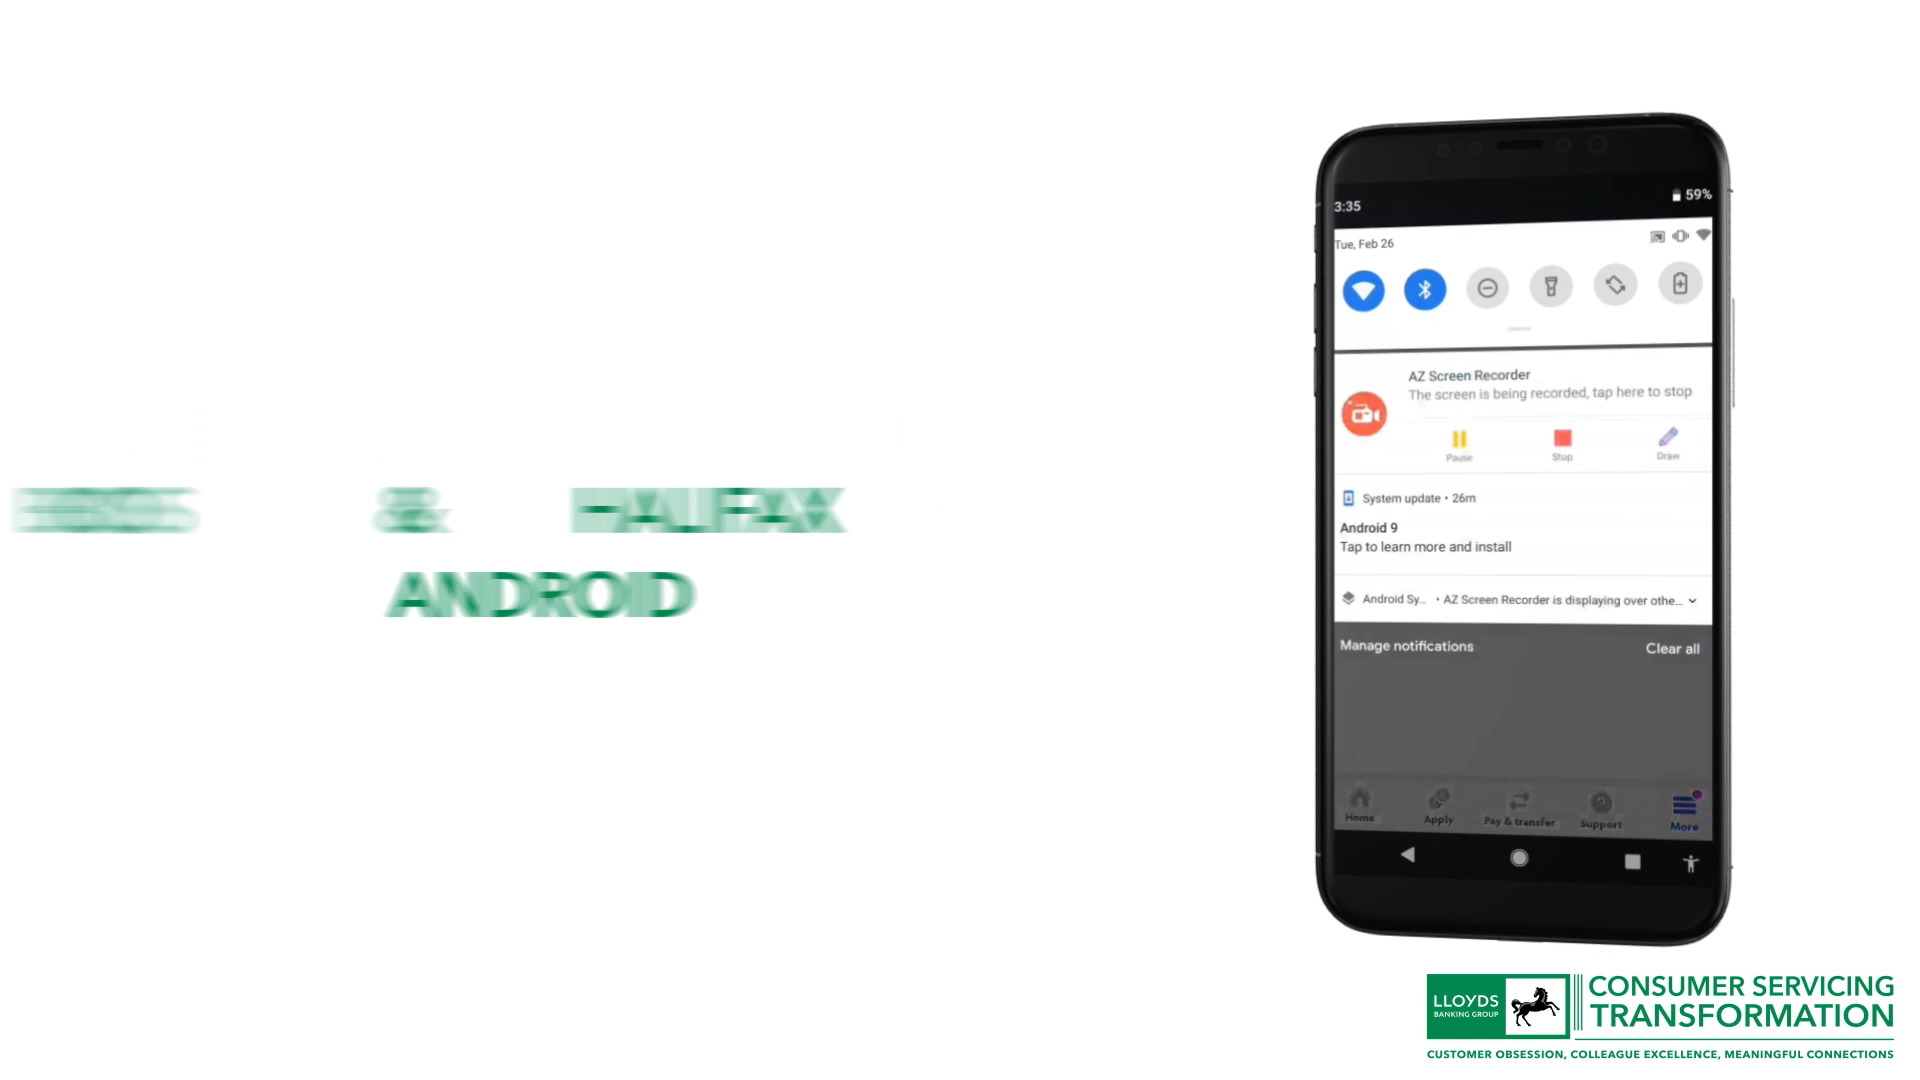 & HALIFAX
ANDROID
3:35
59%
Tue, Feb 26
AZ Screen Recorder
The screen is being recorded, tap here to stop
Pause Stop Draw
System update • 26m
Android 9
Tap to learn more and install
Android Sy... • AZ Screen Recorder is displaying over othe...
Manage notifications Clear all
Home Apply Pay & transfer Support More
LLOYDS
BANKING GROUP
CONSUMER SERVICING
TRANSFORMATION
CUSTOMER OBSESSION, COLLEAGUE EXCELLENCE, MEANINGFUL CONNECTIONS